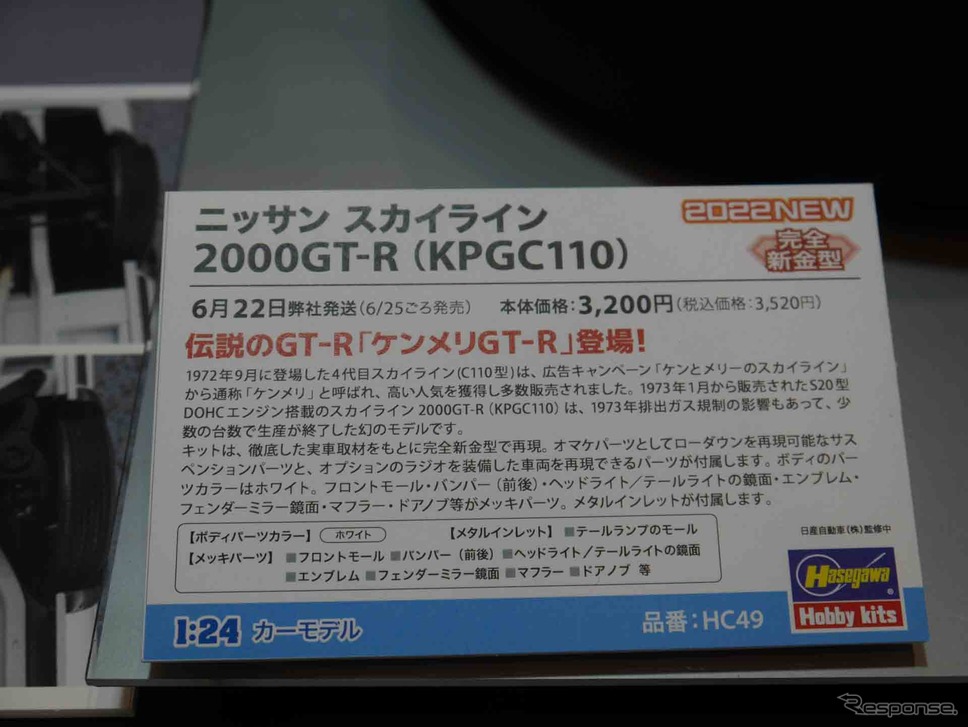 ニッサン スカイライン
2000GT-R（KPGC110）
2022 NEW
完全
新金型
6月22日弊社発送（6/25ごろ発売）　本体価格：3,200円（税込価格：3,520円）
伝説のGT-R「ケンメリGT-R」登場！
1972年9月に登場した4代目スカイライン（C110型）は、広告キャンペーン「ケンとメリーのスカイライン」
から通称「ケンメリ」と呼ばれ、高い人気を獲得し多数販売されました。1973年1月から販売されたS20型
DOHCエンジン搭載のスカイライン2000GT-R（KPGC110）は、1973年排出ガス規制の影響もあって、少
数の台数で生産が終了した幻のモデルです。
キットは、徹底した実車取材をもとに完全新金型で再現。オマケパーツとしてローダウンを再現可能なサス
ペンションパーツと、オプションのラジオを装備した車両を再現できるパーツが付属します。ボディのパー
ツカラーはホワイト。フロントモール・バンパー（前後）・ヘッドライト／テールライトの鏡面・エンブレム・
フェンダーミラー鏡面・マフラー・ドアノブ等がメッキパーツ。メタルインレットが付属します。
【ボディパーツカラー】 ホワイト 【メタルインレット】 ■テールランプのモール
【メッキパーツ】 ■フロントモール ■バンパー（前後） ■ヘッドライト／テールライトの鏡面
■エンブレム ■フェンダーミラー鏡面 ■マフラー ■ドアノブ 等
日産自動車（株）監修中
Hasegawa
Hobby kits
1:24 カーモデル
品番：HC49
Response.